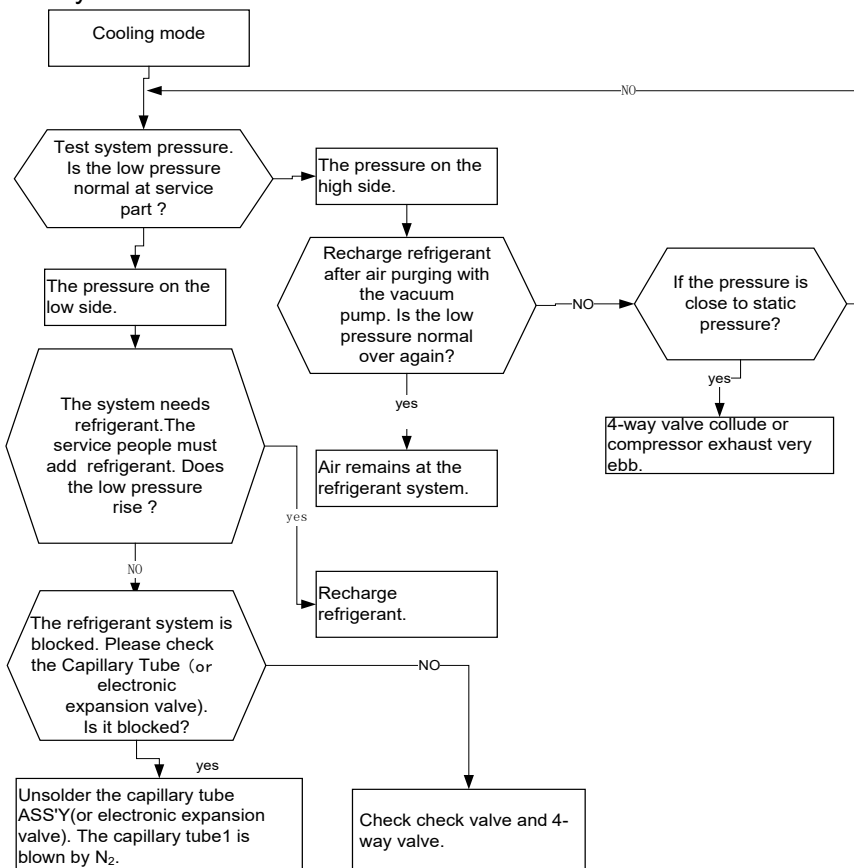 Cooling mode
NO
Test system pressure.
Is the low pressure
normal at service
part ?
The pressure on the
high side.
Recharge refrigerant
after air purging with
the vacuum
pump. Is the low
pressure normal
over again?
NO
If the pressure is
close to static
pressure?
The pressure on the
low side.
yes
yes
4-way valve collude or
compressor exhaust very
ebb.
The system needs
refrigerant.The
service people must
add refrigerant. Does
the low pressure
rise ?
Air remains at the
refrigerant system.
yes
NO
Recharge
refrigerant.
The refrigerant system is
blocked. Please check
the Capillary Tube（or
electronic
expansion valve).
Is it blocked?
NO
yes
Unsolder the capillary tube
ASS'Y(or electronic expansion
valve). The capillary tube1 is
blown by N₂.
Check check valve and 4-
way valve.